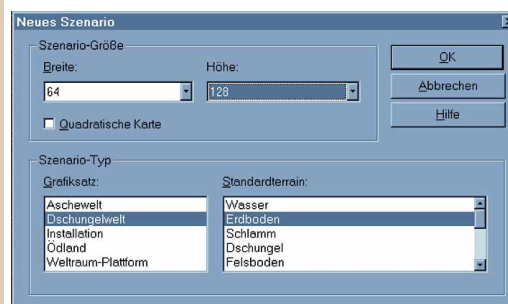 Neues Szenario
Szenario-Größe
Breite:
Höhe:
64
128
Quadratische Karte
OK
Abbrechen
Hilfe
Szenario-Typ
Grafiksatz:
Aschewelt
Dschungelwelt
Installation
Ödland
Weltraum-Plattform
Standardterrain:
Wasser
Erdboden
Schlamm
Dschungel
Felsboden